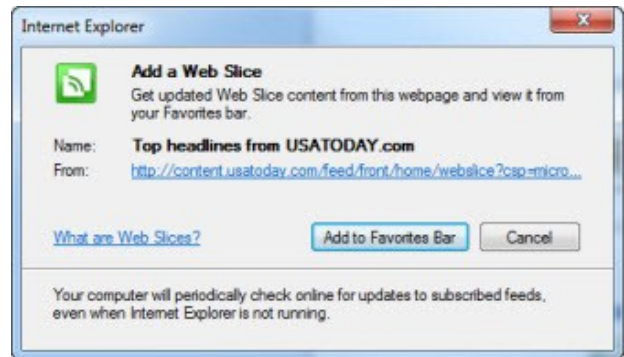 Internet Explorer
Add a Web Slice
Get updated Web Slice content from this webpage and view it from
your Favorites bar.
Name: Top headlines from USATODAY.com
From: http://content.usatoday.com/feed/front/home/webslice?csp=micro...
What are Web Slices? Add to Favorites Bar Cancel
Your computer will periodically check online for updates to subscribed feeds,
even when Internet Explorer is not running.